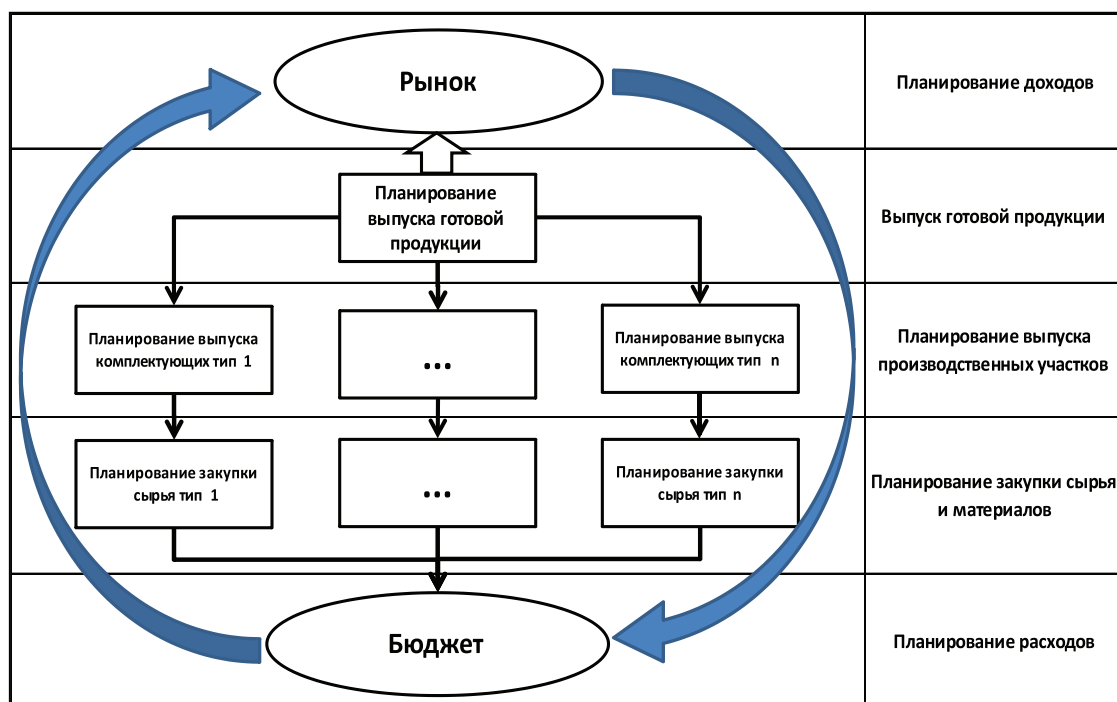 Рынок
Планирование доходов
Планирование
выпуска готовой
продукции
Выпуск готовой продукции
Планирование выпуска
комплектующих тип 1
...
Планирование выпуска
комплектующих тип n
Планирование выпуска
производственных участков
Планирование закупки
сырья тип 1
...
Планирование закупки
сырья тип n
Планирование закупки сырья
и материалов
Бюджет
Планирование расходов